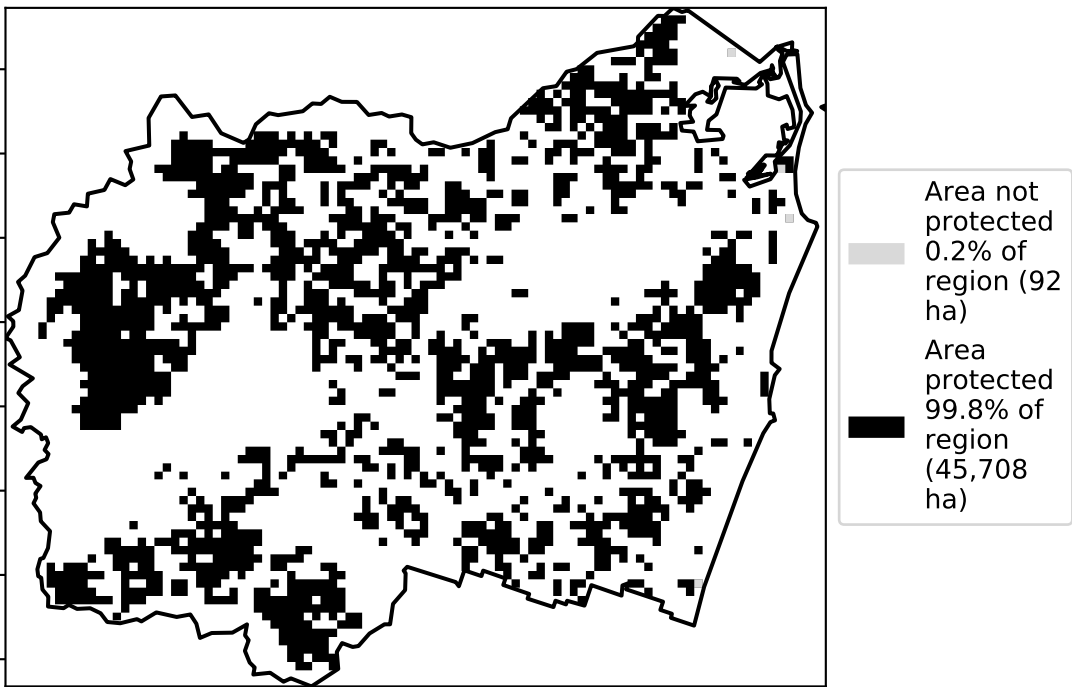 Area not
protected
0.2% of
region (92
ha)
Area
protected
99.8% of
region
(45,708
ha)